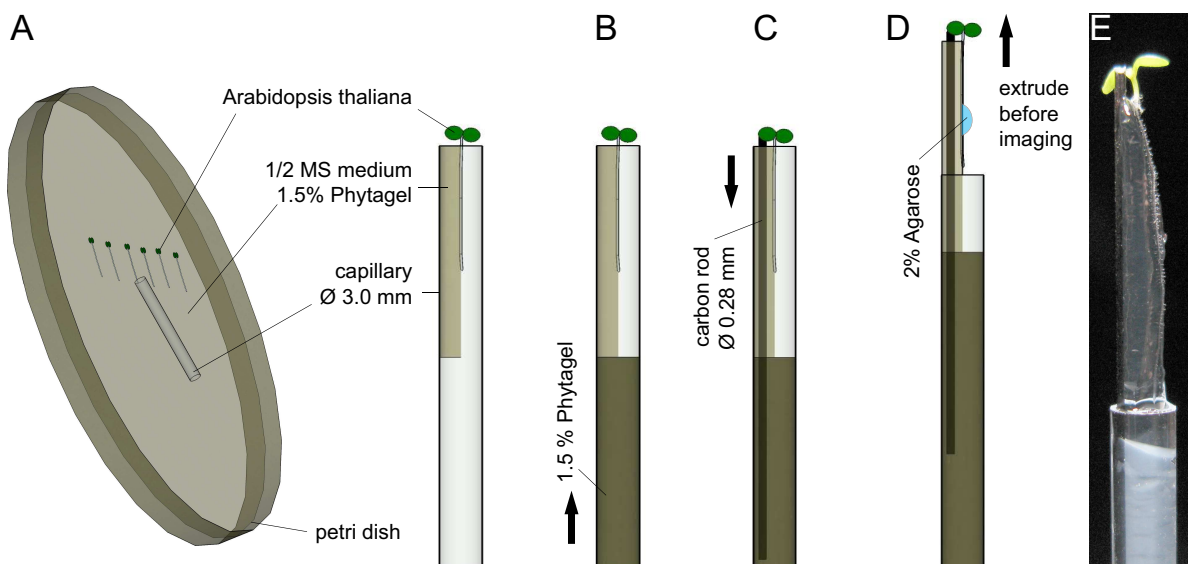 A
Arabidopsis thaliana
1/2 MS medium
1.5% Phytagel
capillary
Ø 3.0 mm
petri dish
B
1.5 % Phytagel
C
carbon rod
Ø 0.28 mm
D
extrude
before
imaging
2% Agarose
E